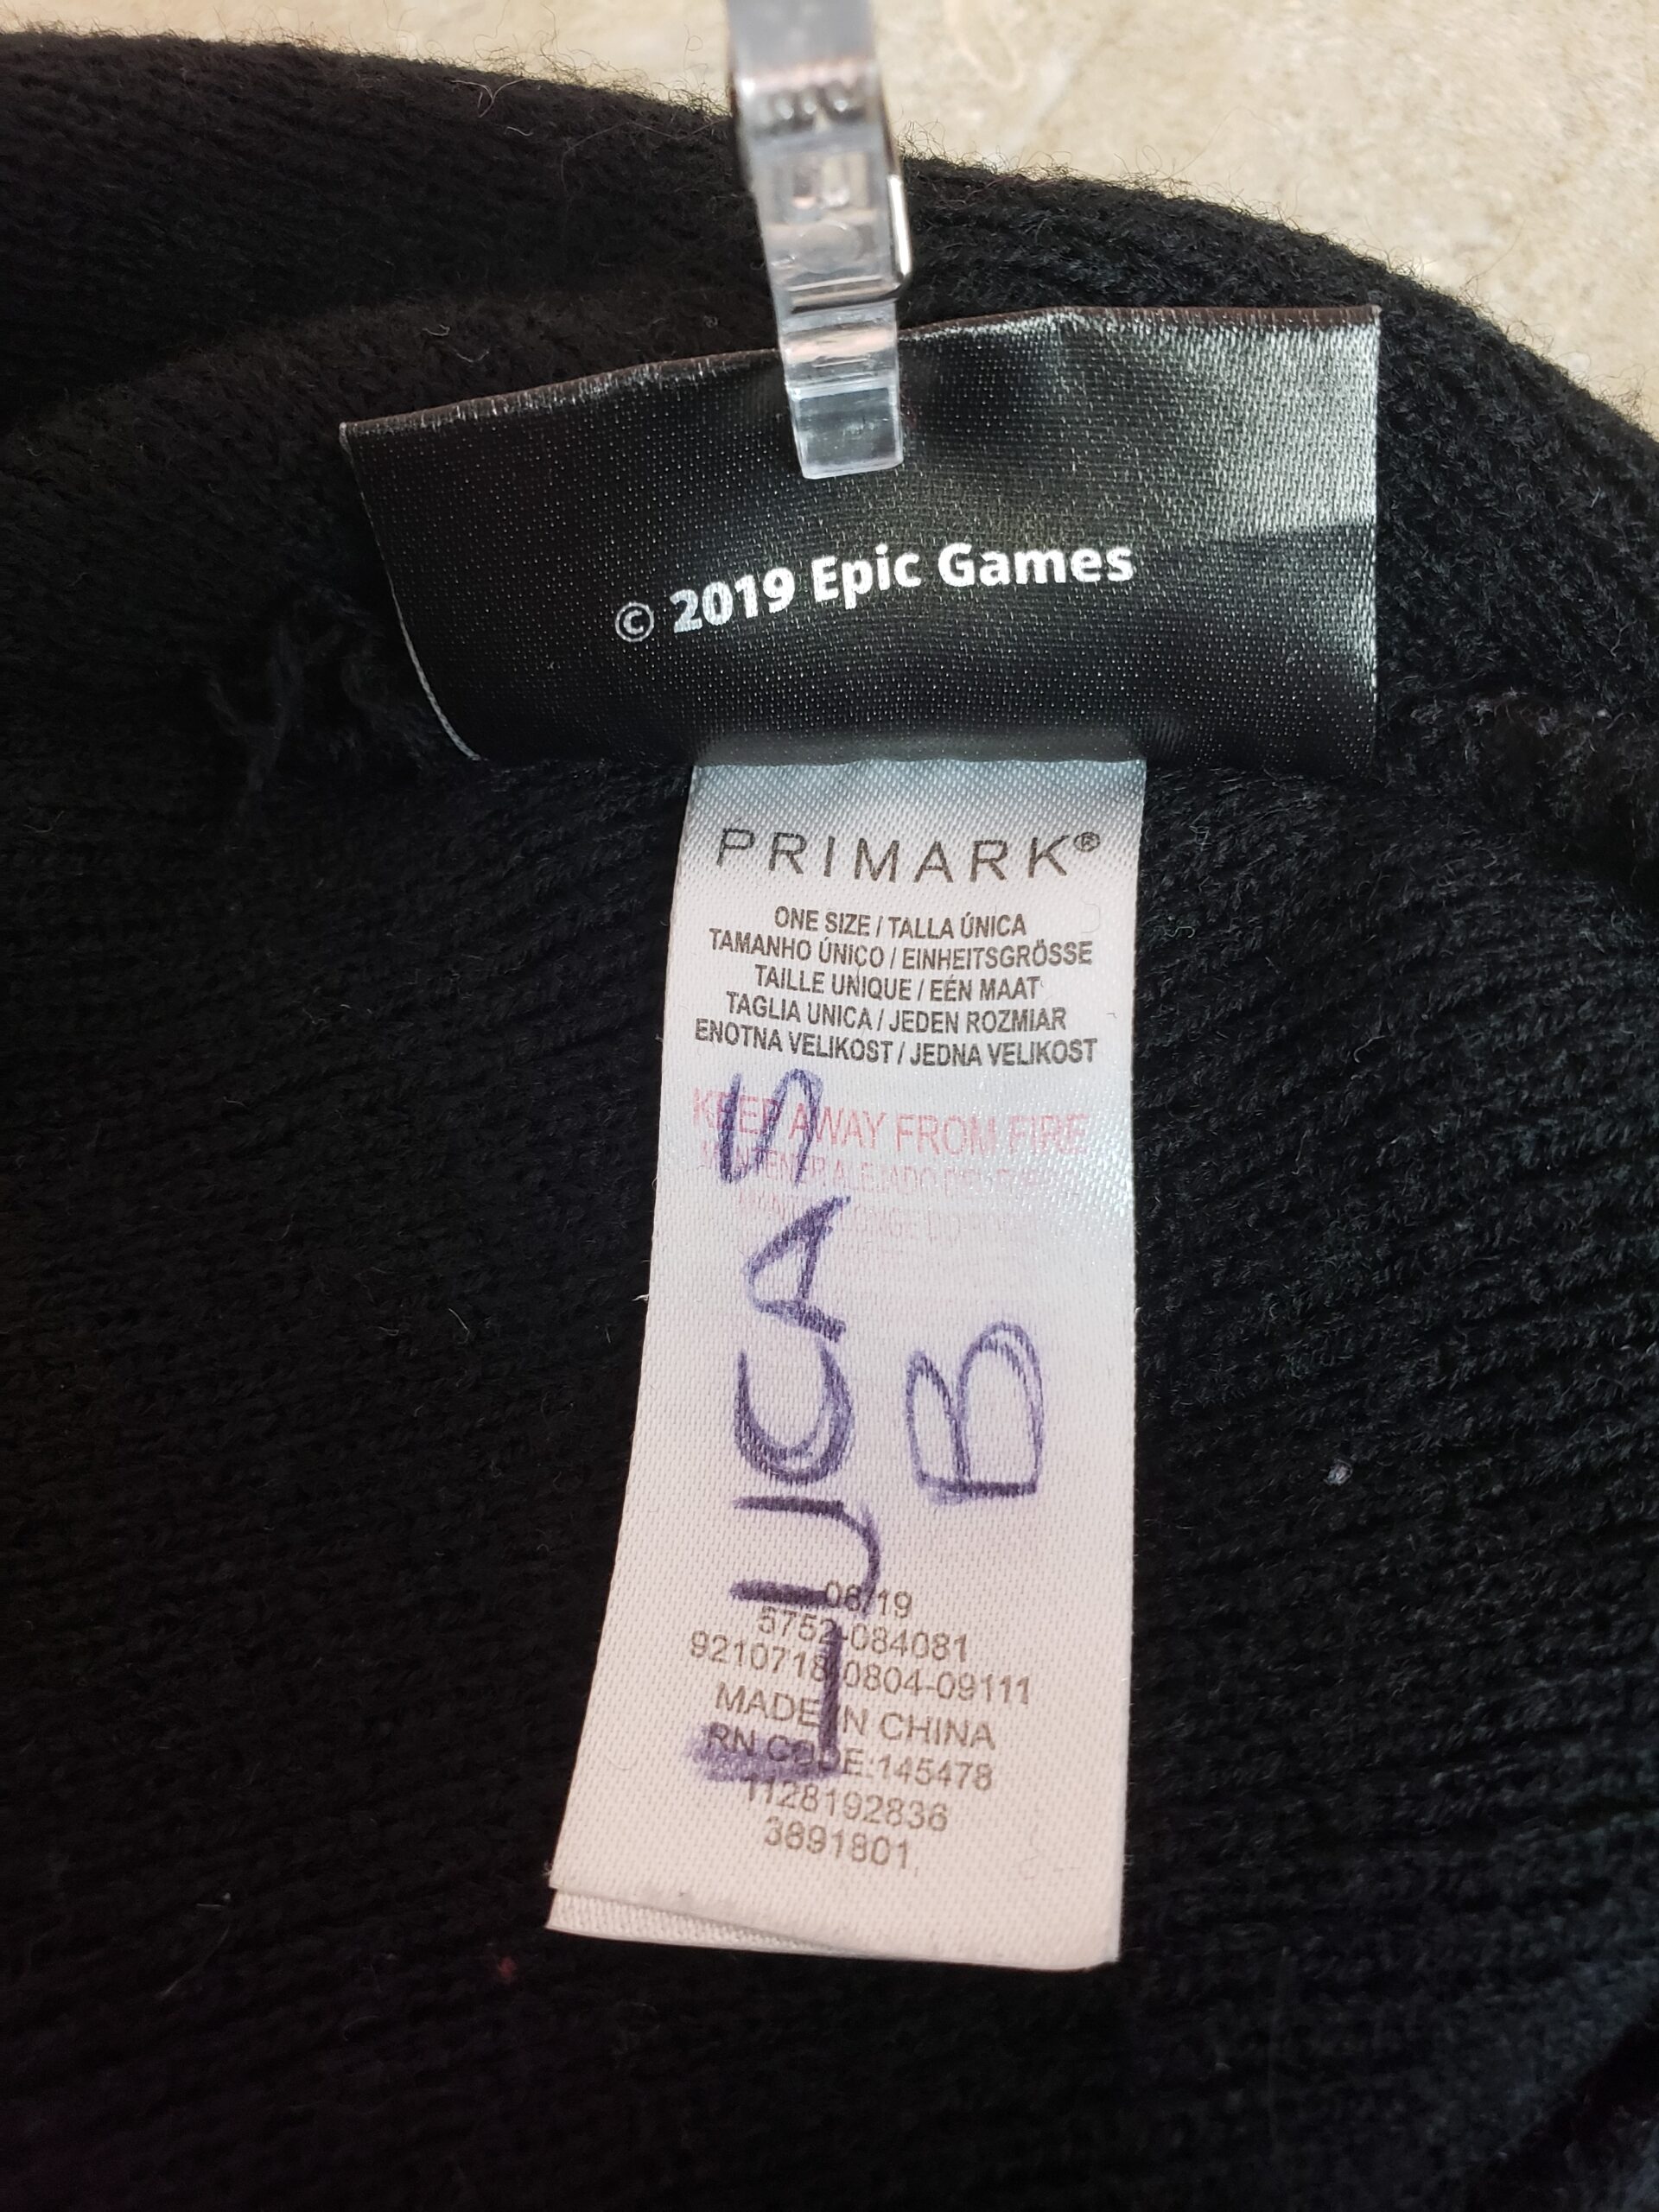 © 2019 Epic Games
PRIMARK®
ONE SIZE / TALLA ÚNICA
TAMANHO ÚNICO / EINHEITSGRÖSSE
TAILLE UNIQUE / EÉN MAAT
TAGLIA UNICA / JEDEN ROZMIAR
ENOTNA VELIKOST / JEDNA VELIKOST
KEEP AWAY FROM FIRE
LUCAS
B
08/19
5752-084081
MADE IN CHINA
RN CODE:145478
1128192836
3891801